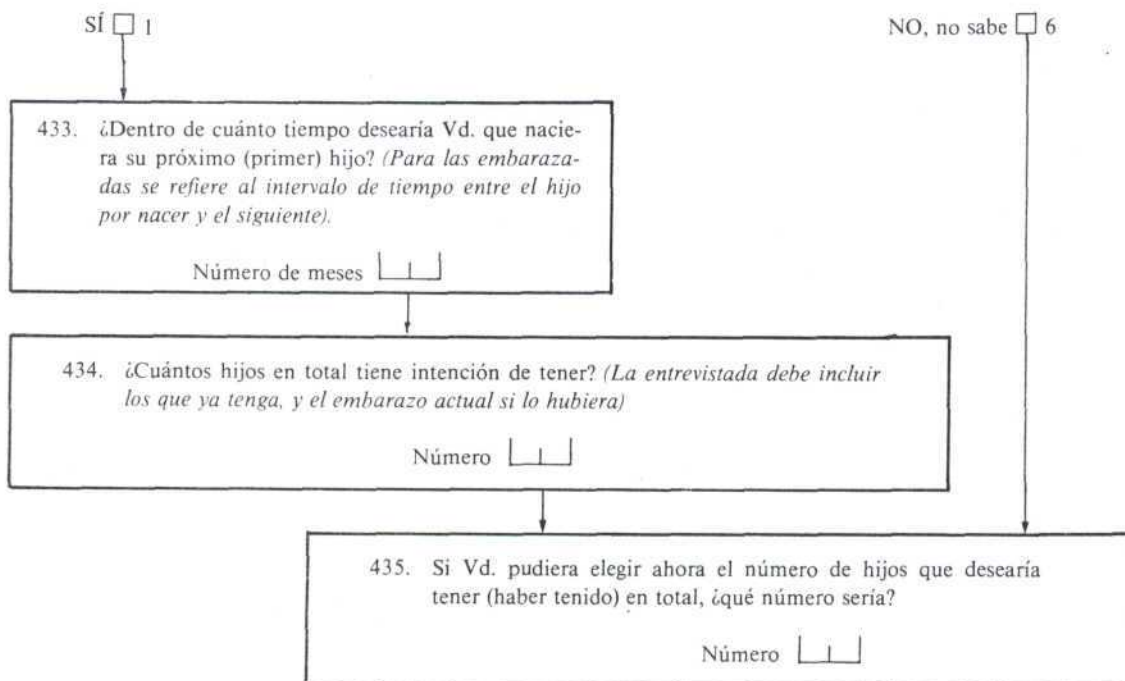 SÍ □ 1
NO, no sabe □ 6
433. ¿Dentro de cuánto tiempo desearía Vd. que nacie-
ra su próximo (primer) hijo? (Para las embaraza-
das se refiere al intervalo de tiempo entre el hijo
por nacer y el siguiente).
Número de meses
434. ¿Cuántos hijos en total tiene intención de tener? (La entrevistada debe incluir
los que ya tenga, y el embarazo actual si lo hubiera)
Número
435. Si Vd. pudiera elegir ahora el número de hijos que desearía
tener (haber tenido) en total, ¿qué número sería?
Número